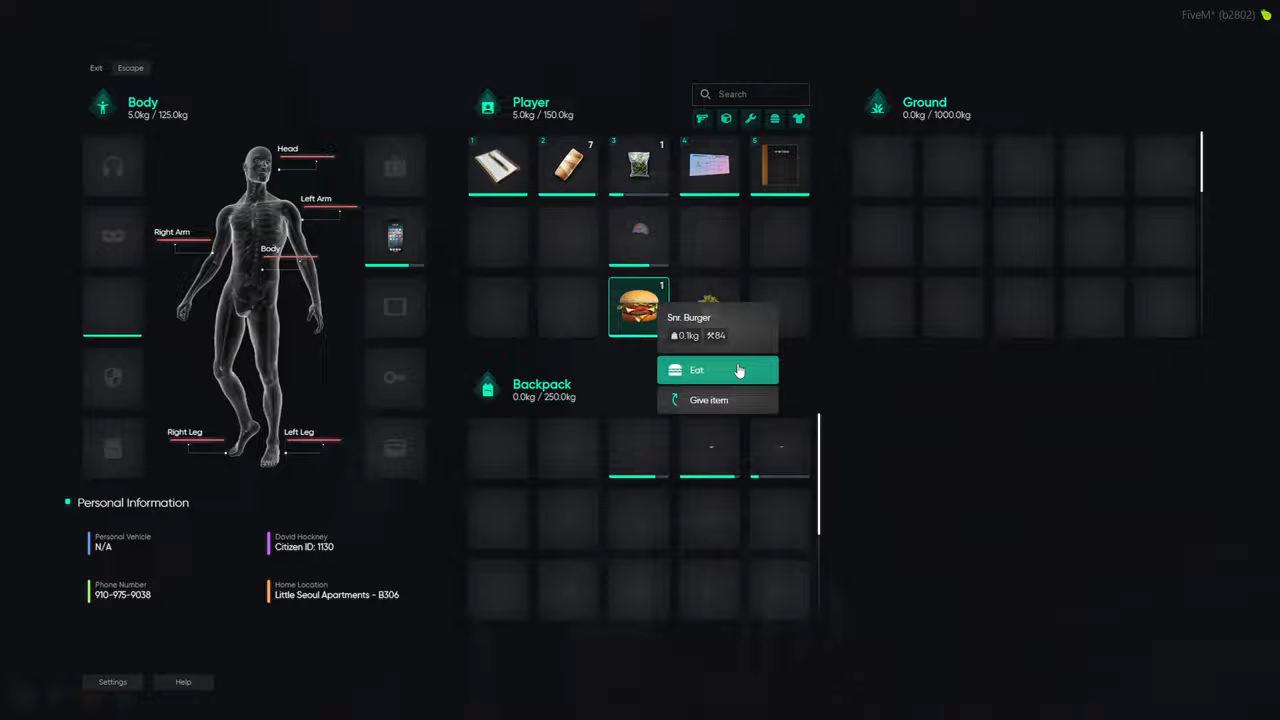 FiveM* (b2802)
Exit Escape
Body
5.0kg / 125.0kg
Head
Left Arm
Right Arm
Body
Right Leg
Left Leg
Player
5.0kg / 150.0kg
Search
1
2
7
3
1
4
1
Snr. Burger
0.1kg 84
Eat
Give item
Backpack
0.0kg / 250.0kg
Ground
0.0kg / 1000.0kg
Personal Information
Personal Vehicle
N/A
David Hockney
Citizen ID: 1130
Phone Number
910-975-9038
Home Location
Little Seoul Apartments - B306
Settings
Help